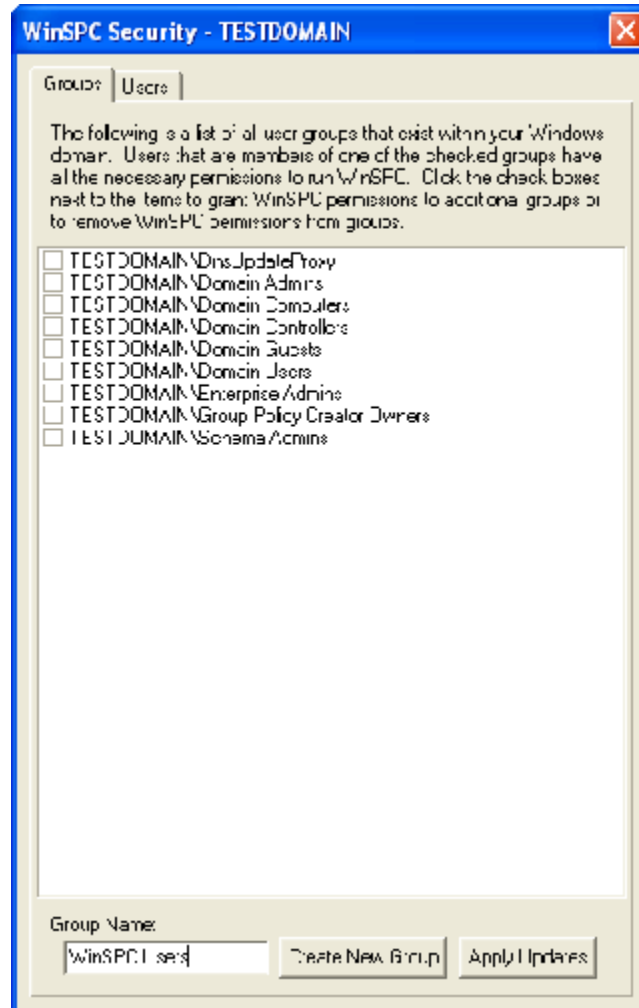 WinSPC Security - TESTDOMAIN
Groups
Users
The following is a list of all user groups that exist within your Windows
domain. Users that are members of one of the checked groups have
all the necessary permissions to run WinSPC. Click the check boxes
next to the items to grant WinSPC permissions to additional groups or
to remove WinSPC permissions from groups.
TESTDOMAIN\DnsUpdateProxy
TESTDOMAIN\Domain Admins
TESTDOMAIN\Domain Computers
TESTDOMAIN\Domain Controllers
TESTDOMAIN\Domain Guests
TESTDOMAIN\Domain Users
TESTDOMAIN\Enterprise Admins
TESTDOMAIN\Group Policy Creator Owners
TESTDOMAIN\Schema Admins
Group Name:
WinSPC Users
Create New Group
Apply Updates